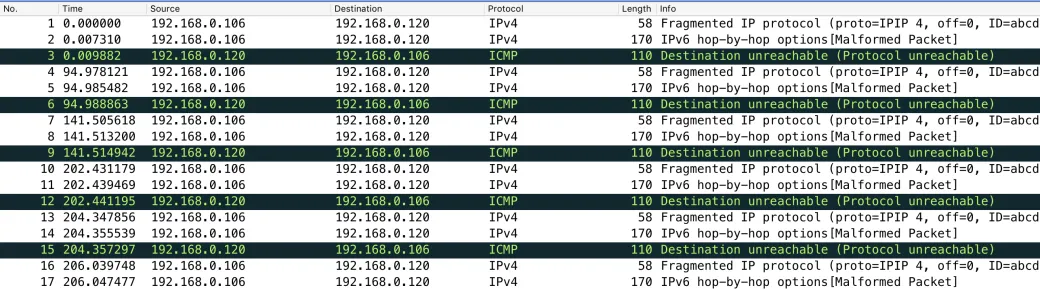 No. Time Source Destination Protocol Length Info
1 0.000000 192.168.0.106 192.168.0.120 IPv4 58 Fragmented IP protocol (proto=IPIP 4, off=0, ID=abcd
2 0.007310 192.168.0.106 192.168.0.120 IPv4 170 IPv6 hop-by-hop options[Malformed Packet]
3 0.009882 192.168.0.120 192.168.0.106 ICMP 110 Destination unreachable (Protocol unreachable)
4 94.978121 192.168.0.106 192.168.0.120 IPv4 58 Fragmented IP protocol (proto=IPIP 4, off=0, ID=abcd
5 94.985482 192.168.0.106 192.168.0.120 IPv4 170 IPv6 hop-by-hop options[Malformed Packet]
6 94.988863 192.168.0.120 192.168.0.106 ICMP 110 Destination unreachable (Protocol unreachable)
7 141.505618 192.168.0.106 192.168.0.120 IPv4 58 Fragmented IP protocol (proto=IPIP 4, off=0, ID=abcd
8 141.513200 192.168.0.106 192.168.0.120 IPv4 170 IPv6 hop-by-hop options[Malformed Packet]
9 141.514942 192.168.0.120 192.168.0.106 ICMP 110 Destination unreachable (Protocol unreachable)
10 202.431179 192.168.0.106 192.168.0.120 IPv4 58 Fragmented IP protocol (proto=IPIP 4, off=0, ID=abcd
11 202.439469 192.168.0.106 192.168.0.120 IPv4 170 IPv6 hop-by-hop options[Malformed Packet]
12 202.441195 192.168.0.120 192.168.0.106 ICMP 110 Destination unreachable (Protocol unreachable)
13 204.347856 192.168.0.106 192.168.0.120 IPv4 58 Fragmented IP protocol (proto=IPIP 4, off=0, ID=abcd
14 204.355539 192.168.0.106 192.168.0.120 IPv4 170 IPv6 hop-by-hop options[Malformed Packet]
15 204.357297 192.168.0.120 192.168.0.106 ICMP 110 Destination unreachable (Protocol unreachable)
16 206.039748 192.168.0.106 192.168.0.120 IPv4 58 Fragmented IP protocol (proto=IPIP 4, off=0, ID=abcd
17 206.047477 192.168.0.106 192.168.0.120 IPv4 170 IPv6 hop-by-hop options[Malformed Packet]